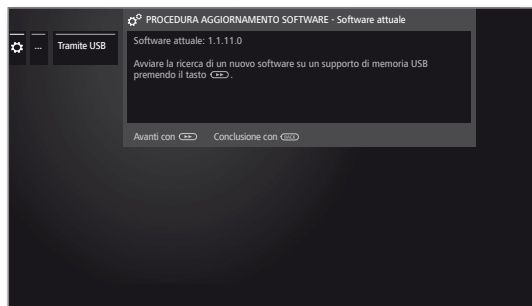 PROCEDURA AGGIORNAMENTO SOFTWARE - Software attuale
... Tramite USB
Software attuale: 1.1.11.0
Avviare la ricerca di un nuovo software su un supporto di memoria USB
premendo il tasto ▶▶.
Avanti con ▶▶ Conclusione con BACK